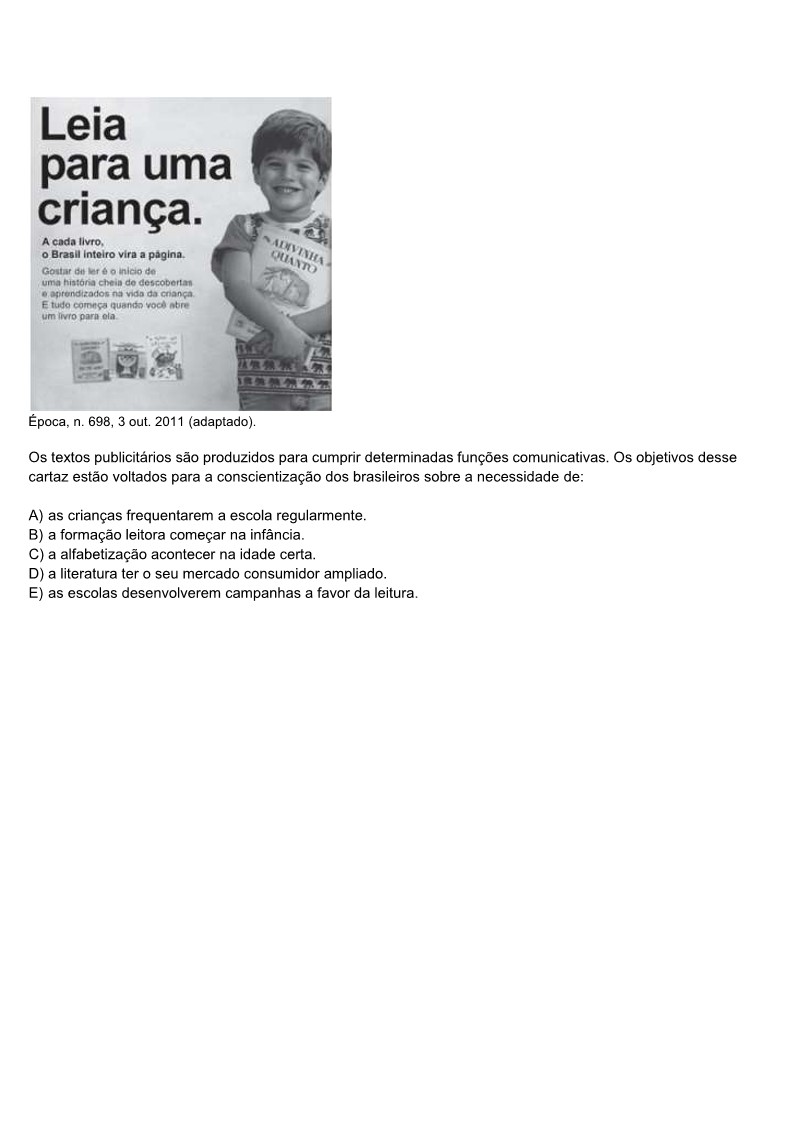 Leia
para uma
criança.
A cada livro,
o Brasil inteiro vira a página.
Gostar de ler é o início de
uma história cheia de descobertas
e aprendizados na vida da criança.
E tudo começa quando você abre
um livro para ela.
ADIVINHA
QUANTO
Época, n. 698, 3 out. 2011 (adaptado).
Os textos publicitários são produzidos para cumprir determinadas funções comunicativas. Os objetivos desse
cartaz estão voltados para a conscientização dos brasileiros sobre a necessidade de:
A) as crianças frequentarem a escola regularmente.
B) a formação leitora começar na infância.
C) a alfabetização acontecer na idade certa.
D) a literatura ter o seu mercado consumidor ampliado.
E) as escolas desenvolverem campanhas a favor da leitura.